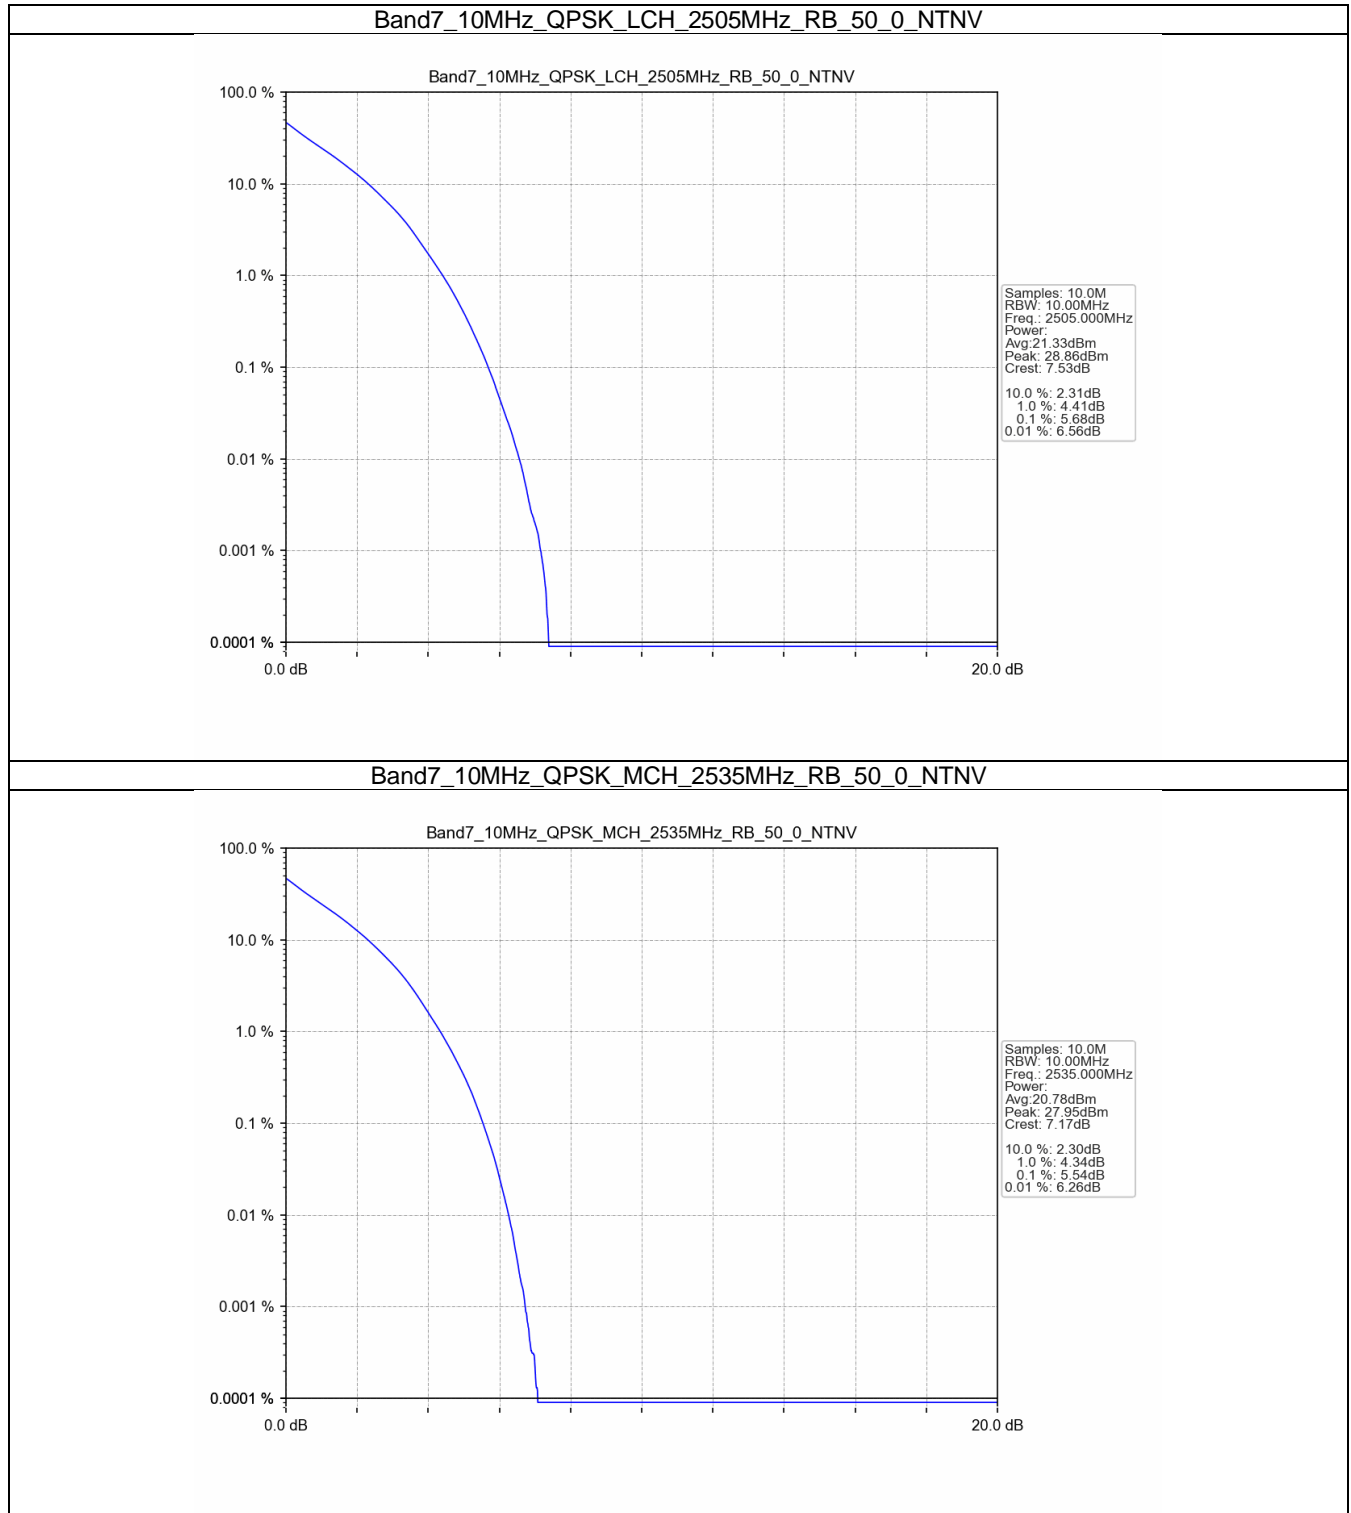 Band7_10MHz_QPSK_LCH_2505MHz_RB_50_0_NTNV
Band7_10MHz_QPSK_LCH_2505MHz_RB_50_0_NTNV
100.0 %
10.0 %
1.0 %
0.1 %
0.01 %
0.001 %
0.0001 %
0.0 dB
20.0 dB
Samples: 10.0M
RBW: 10.00MHz
Freq.: 2505.000MHz
Power:
Avg:21.33dBm
Peak: 28.86dBm
Crest: 7.53dB
10.0 %: 2.31dB
1.0 %: 4.41dB
0.1 %: 5.68dB
0.01 %: 6.56dB
Band7_10MHz_QPSK_MCH_2535MHz_RB_50_0_NTNV
Band7_10MHz_QPSK_MCH_2535MHz_RB_50_0_NTNV
100.0 %
10.0 %
1.0 %
0.1 %
0.01 %
0.001 %
0.0001 %
0.0 dB
20.0 dB
Samples: 10.0M
RBW: 10.00MHz
Freq.: 2535.000MHz
Power:
Avg:20.78dBm
Peak: 27.95dBm
Crest: 7.17dB
10.0 %: 2.30dB
1.0 %: 4.34dB
0.1 %: 5.54dB
0.01 %: 6.26dB